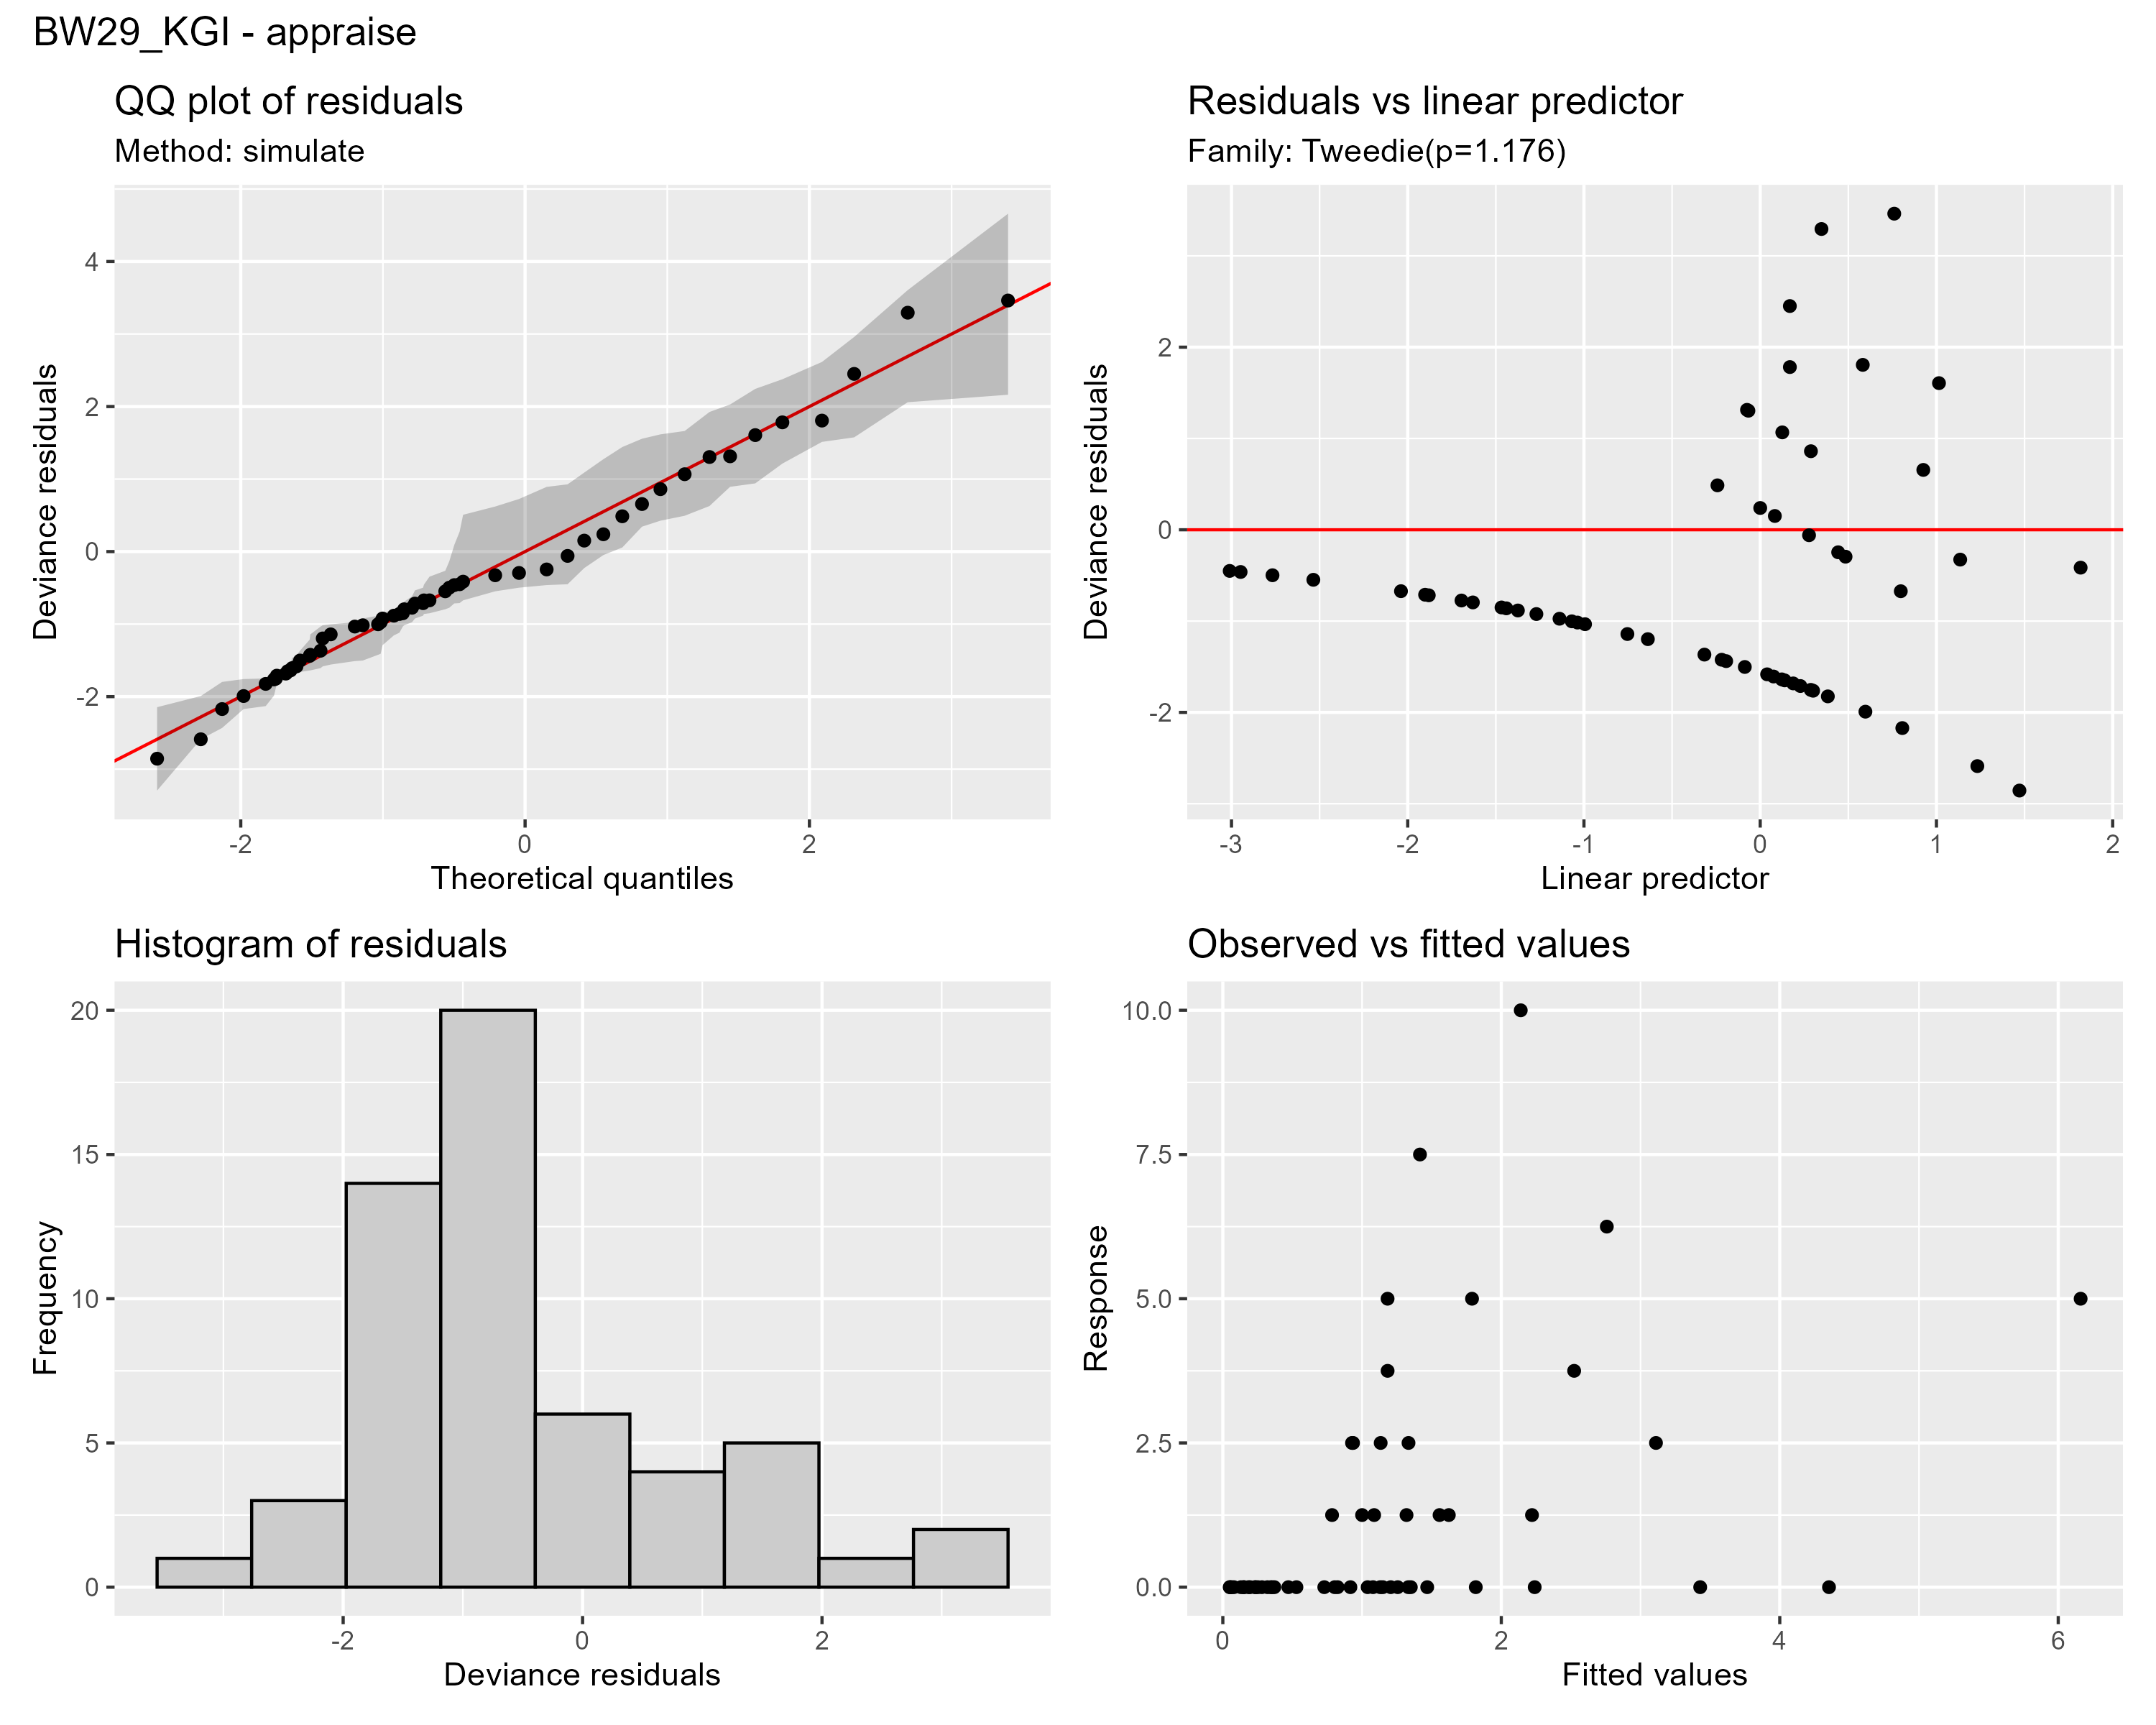 BW29_KGI - appraise
QQ plot of residuals
Method: simulate
4
2
0
-2
-2
0
2
Theoretical quantiles
Deviance residuals
Residuals vs linear predictor
Family: Tweedie(p=1.176)
2
0
-2
-3
-2
-1
0
1
2
Linear predictor
Deviance residuals
Histogram of residuals
20
15
10
5
0
-2
0
2
Deviance residuals
Frequency
Observed vs fitted values
10.0
7.5
5.0
2.5
0.0
0
2
4
6
Fitted values
Response